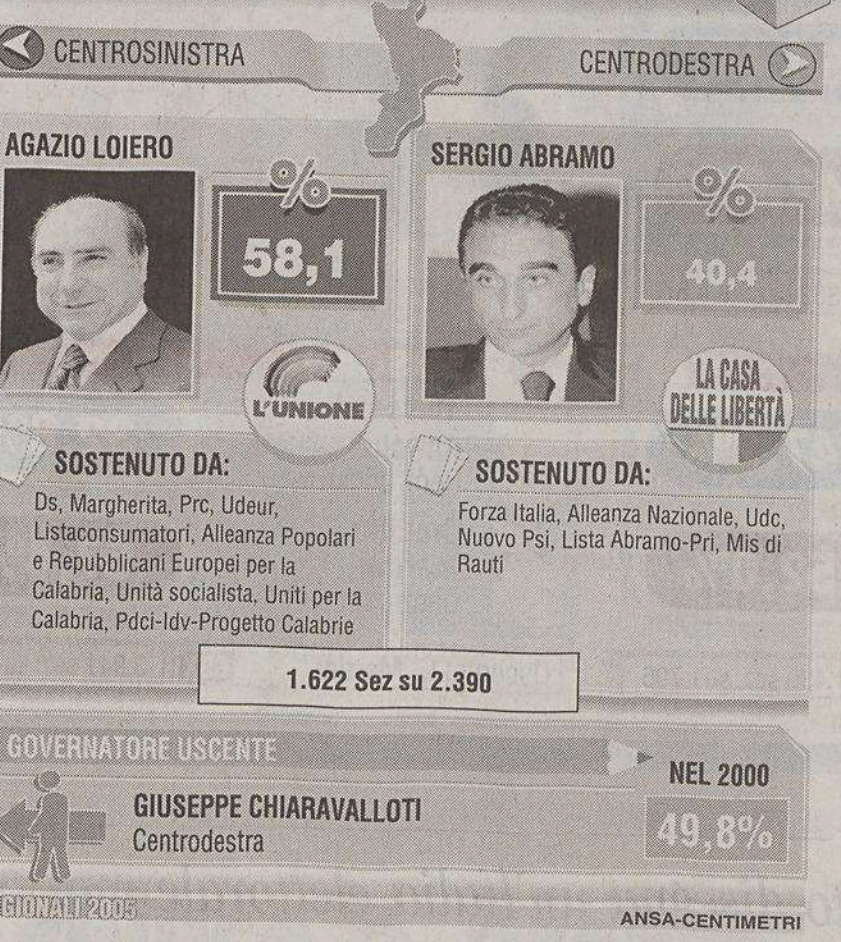 CENTROSINISTRA
CENTRODESTRA
AGAZIO LOIERO
%
58,1
L'UNIONE
SOSTENUTO DA:
Ds, Margherita, Prc, Udeur,
Listaconsumatori, Alleanza Popolari
e Repubblicani Europei per la
Calabria, Unità socialista, Uniti per la
Calabria, Pdci-Idv-Progetto Calabrie
SERGIO ABRAMO
%
40,4
LA CASA
DELLE LIBERTÀ
SOSTENUTO DA:
Forza Italia, Alleanza Nazionale, Udc,
Nuovo Psi, Lista Abramo-Pri, Mis di
Rauti
1.622 Sez su 2.390
GOVERNATORE USCENTE
GIUSEPPE CHIARAVALLOTI
Centrodestra
NEL 2000
49,8%
GIONALI 2005
ANSA-CENTIMETRI